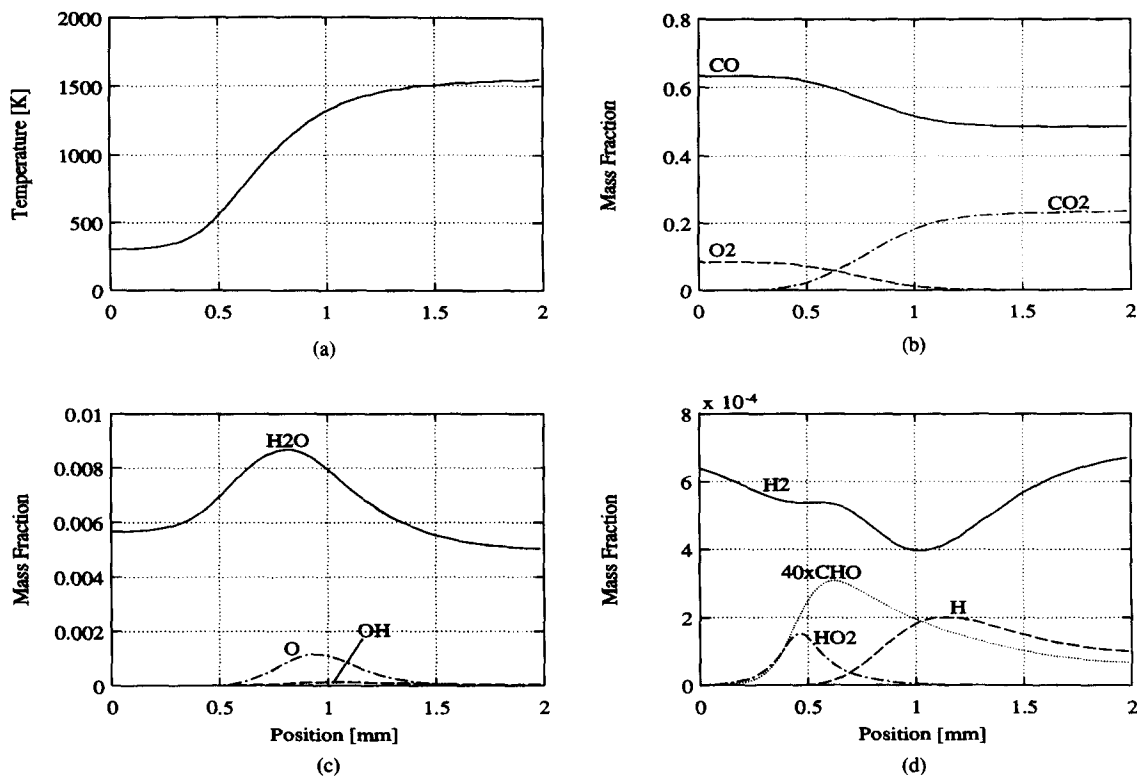 2000
1500
1000
500
0
Temperature [K]
0 0.5 1 1.5 2
(a)
0.8
0.6
0.4
0.2
0
Mass Fraction
CO
CO2
O2
0 0.5 1 1.5 2
(b)
0.01
0.008
0.006
0.004
0.002
0
Mass Fraction
H2O
OH
O
0 0.5 1 1.5 2
Position [mm]
(c)
x 10-4
8
6
4
2
0
Mass Fraction
H2
40xCHO
H
HO2
0 0.5 1 1.5 2
Position [mm]
(d)